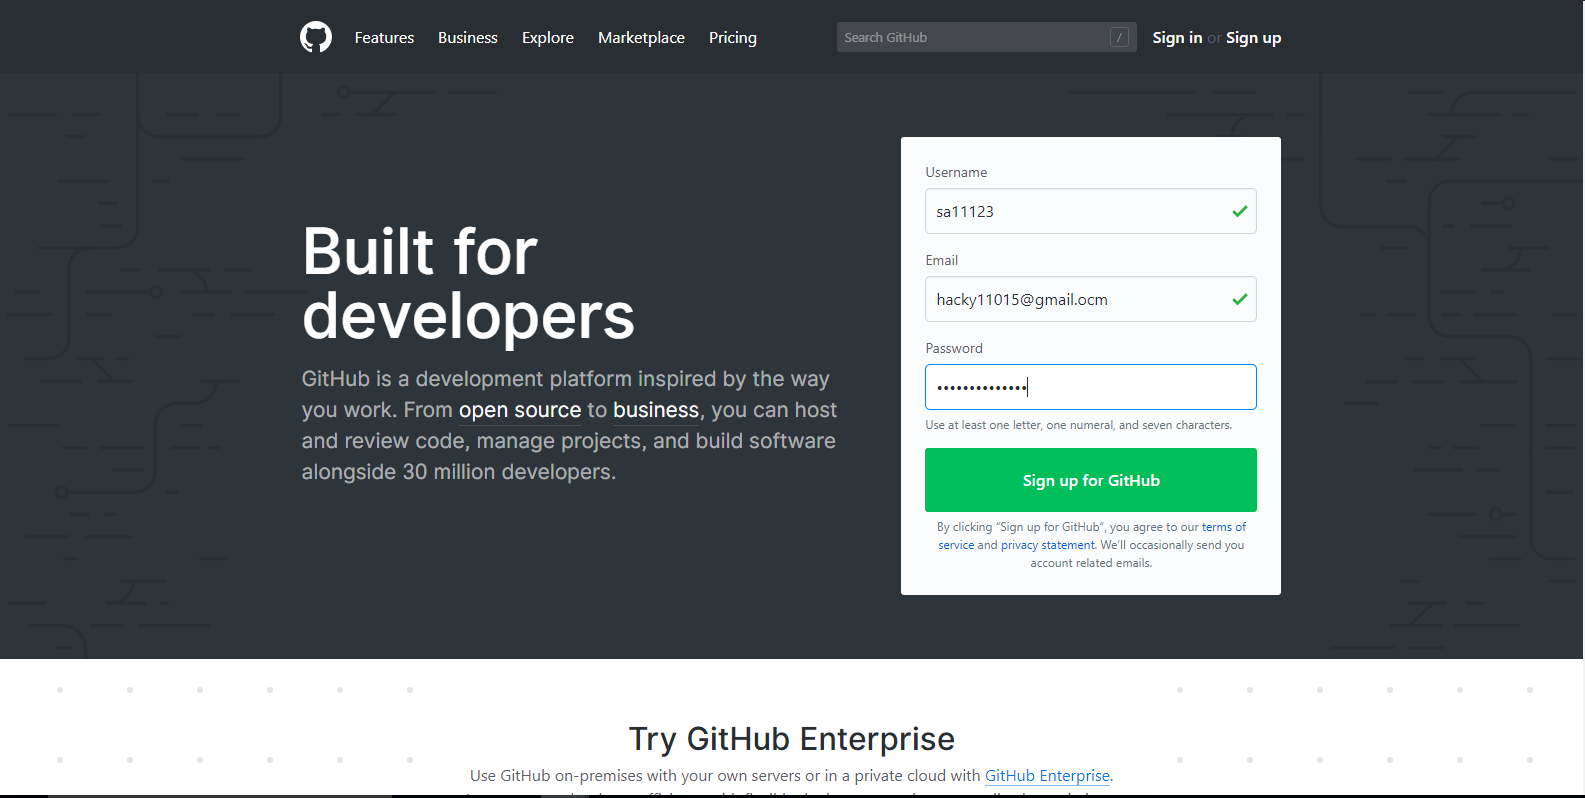 Features Business Explore Marketplace Pricing Search GitHub / Sign in or Sign up
Built for
developers
GitHub is a development platform inspired by the way
you work. From open source to business, you can host
and review code, manage projects, and build software
alongside 30 million developers.
Username
sa11123
Email
hacky11015@gmail.ocm
Password
••••••••••••••
Use at least one letter, one numeral, and seven characters.
Sign up for GitHub
By clicking “Sign up for GitHub”, you agree to our terms of
service and privacy statement. We’ll occasionally send you
account related emails.
Try GitHub Enterprise
Use GitHub on-premises with your own servers or in a private cloud with GitHub Enterprise.